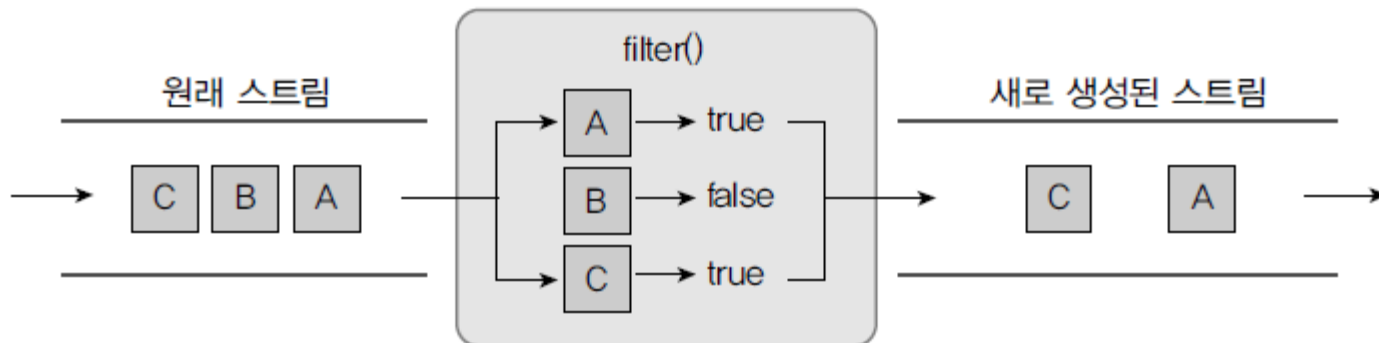 원래 스트림
C B A
filter()
A true
B false
C true
새로 생성된 스트림
C A